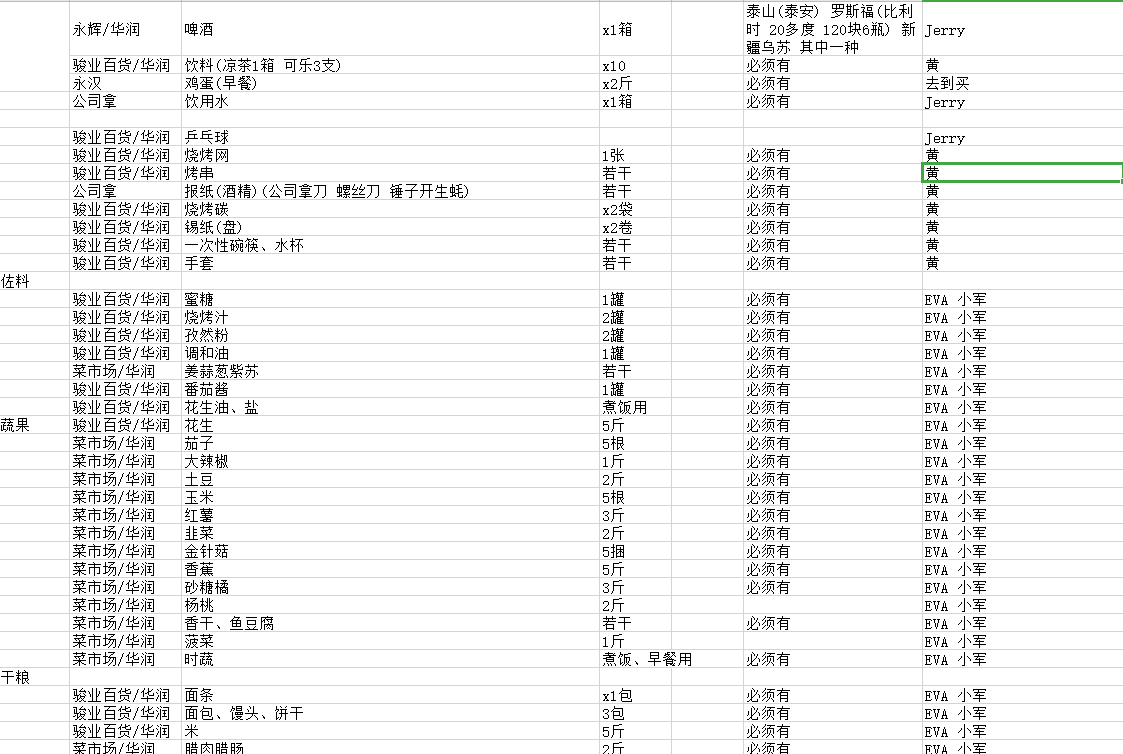 永辉/华润 啤酒 x1箱 泰山(泰安) 罗斯福(比利时 20多度 120块6瓶) 新疆乌苏 其中一种 Jerry
骏业百货/华润 饮料(凉茶1箱 可乐3支) x10 必须有 黄
永汉 鸡蛋(早餐) x2斤 必须有 去到买
公司拿 饮用水 x1箱 必须有 Jerry
骏业百货/华润 乒乓球 Jerry
骏业百货/华润 烧烤网 1张 必须有 黄
骏业百货/华润 烤串 若干 必须有 黄
公司拿 报纸(酒精)(公司拿刀 螺丝刀 锤子开生蚝) 若干 必须有 黄
骏业百货/华润 烧烤碳 x2袋 必须有 黄
骏业百货/华润 锡纸(盘) x2卷 必须有 黄
骏业百货/华润 一次性碗筷、水杯 若干 必须有 黄
骏业百货/华润 手套 若干 必须有 黄
佐料
骏业百货/华润 蜜糖 1罐 必须有 EVA 小军
骏业百货/华润 烧烤汁 2罐 必须有 EVA 小军
骏业百货/华润 孜然粉 2罐 必须有 EVA 小军
骏业百货/华润 调和油 1罐 必须有 EVA 小军
菜市场/华润 姜蒜葱紫苏 若干 必须有 EVA 小军
骏业百货/华润 番茄酱 1罐 必须有 EVA 小军
骏业百货/华润 花生油、盐 煮饭用 必须有 EVA 小军
蔬果 骏业百货/华润 花生 5斤 必须有 EVA 小军
菜市场/华润 茄子 5根 必须有 EVA 小军
菜市场/华润 大辣椒 1斤 必须有 EVA 小军
菜市场/华润 土豆 2斤 必须有 EVA 小军
菜市场/华润 玉米 5根 必须有 EVA 小军
菜市场/华润 红薯 3斤 必须有 EVA 小军
菜市场/华润 韭菜 2斤 必须有 EVA 小军
菜市场/华润 金针菇 5捆 必须有 EVA 小军
菜市场/华润 香蕉 5斤 必须有 EVA 小军
菜市场/华润 砂糖橘 3斤 必须有 EVA 小军
菜市场/华润 杨桃 2斤 EVA 小军
菜市场/华润 香干、鱼豆腐 若干 必须有 EVA 小军
菜市场/华润 菠菜 1斤 EVA 小军
菜市场/华润 时蔬 煮饭、早餐用 必须有 EVA 小军
干粮
骏业百货/华润 面条 x1包 必须有 EVA 小军
骏业百货/华润 面包、馒头、饼干 3包 必须有 EVA 小军
骏业百货/华润 米 5斤 必须有 EVA 小军
菜市场/华润 腊肉腊肠 2斤 必须有 EVA 小军